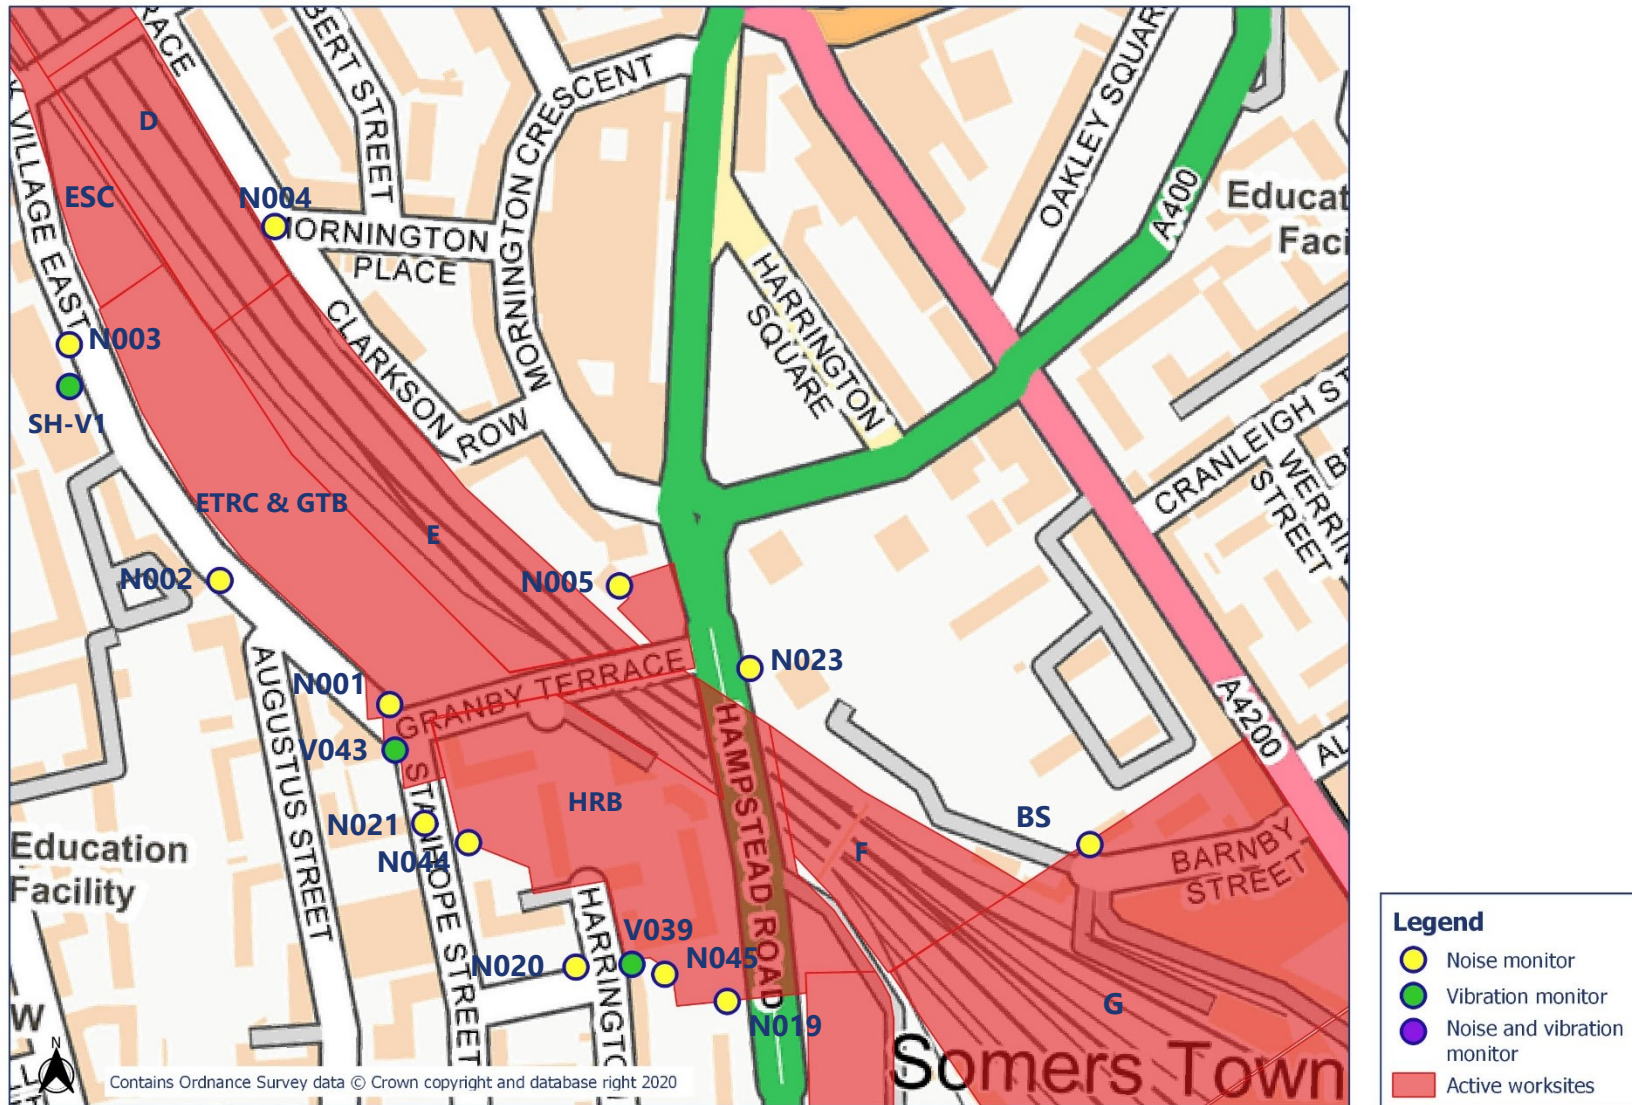 RACE
BERT STREET
D
ESC
N004
MORNINGTON
PLACE
MORNINGTON CRESCENT
OAKLEY SQUARE
A400
Educat
Faci
VILLAGE EAST
N003
SH-V1
CLARKSON ROW
HARRINGTON
SQUARE
CRANLEIGH ST
WERRIN
STREET
ETRC & GTB
E
N002
N005
N023
N001
GRANBY TERRACE
V043
AUGUSTUS STREET
STANHOPE STREET
HAMPSTEAD ROAD
A4200
HRB
BS
N021
N044
F
BARNBY
STREET
Education
Facility
HARRINGTO
V039
N020
N045
N019
G
W
N
Somers Town
Contains Ordnance Survey data © Crown copyright and database right 2020
Legend
Noise monitor
Vibration monitor
Noise and vibration
monitor
Active worksites